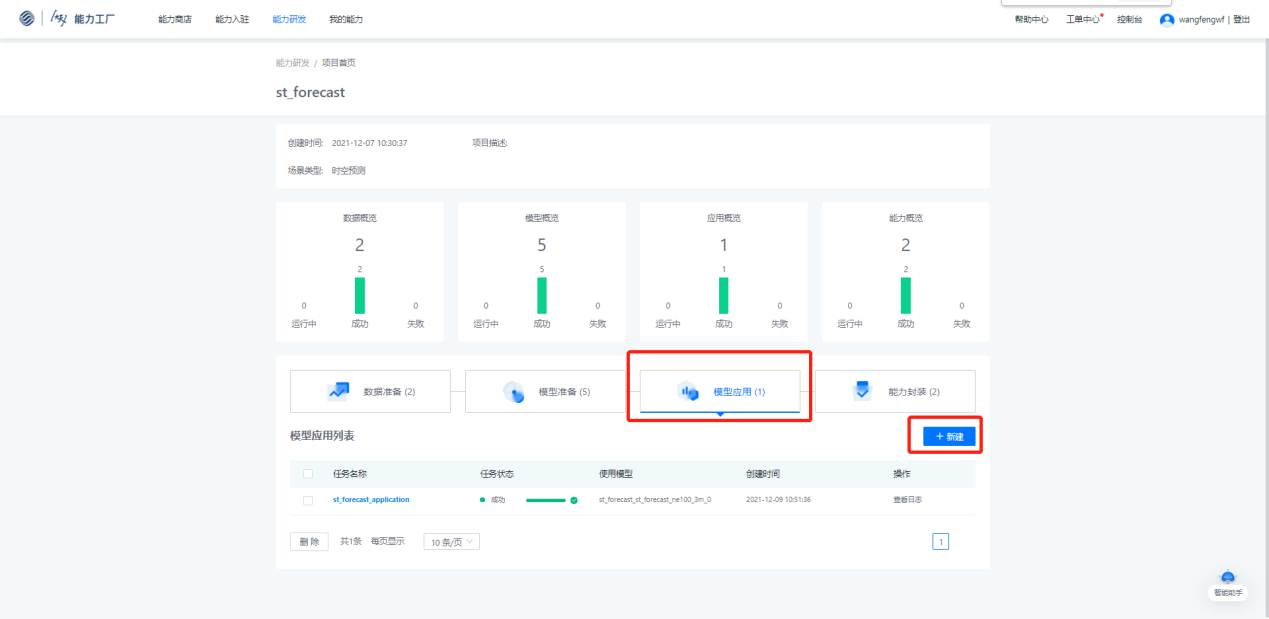 能力工厂 能力商店 能力入驻 能力研发 我的能力 帮助中心 工单中心 控制台 wangfengwf | 登出
能力研发 / 项目首页
st_forecast
创建时间: 2021-12-07 10:30:37 项目描述:
场景类型: 时空预测
数据概览 模型概览 应用概览 能力概览
2 5 1 2
2 5 1 2
0 0 0 0 0 0 0 0
运行中 成功 失败 运行中 成功 失败 运行中 成功 失败 运行中 成功 失败
数据准备 (2) 模型准备 (5) 模型应用 (1) 能力封装 (2)
模型应用列表 + 新建
任务名称 任务状态 使用模型 创建时间 操作
st_forecast_application 成功 st_forecast_st_forecast_ne100_3m_0 2021-12-09 10:51:36 查看日志
删 除 共1条 每页显示 10 条/页 1
智能助手